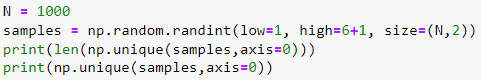 N = 1000
samples = np.random.randint(low=1, high=6+1, size=(N,2))
print(len(np.unique(samples,axis=0)))
print(np.unique(samples,axis=0))